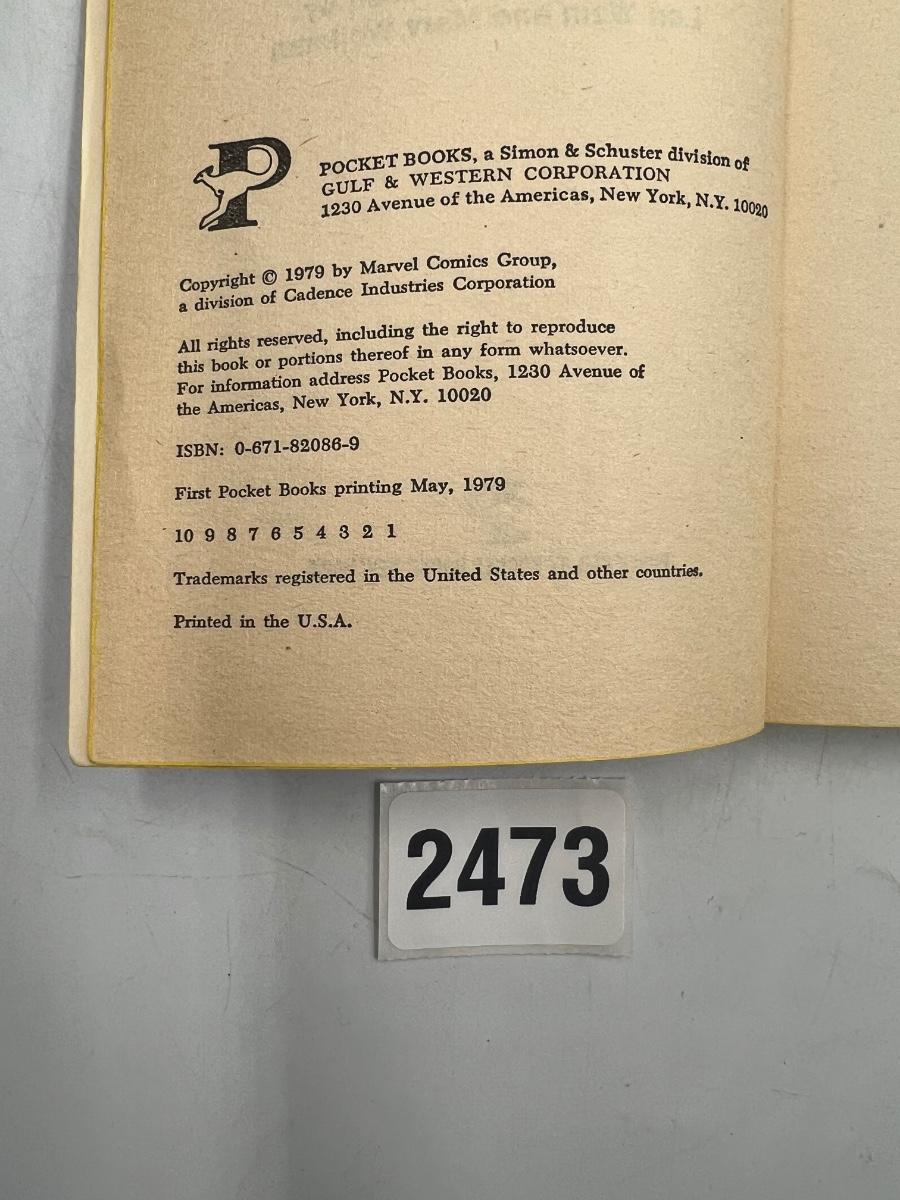 P
POCKET BOOKS, a Simon & Schuster division of
GULF & WESTERN CORPORATION
1230 Avenue of the Americas, New York, N.Y. 10020
Copyright © 1979 by Marvel Comics Group,
a division of Cadence Industries Corporation
All rights reserved, including the right to reproduce
this book or portions thereof in any form whatsoever.
For information address Pocket Books, 1230 Avenue of
the Americas, New York, N.Y. 10020
ISBN: 0-671-82086-9
First Pocket Books printing May, 1979
10 9 8 7 6 5 4 3 2 1
Trademarks registered in the United States and other countries.
Printed in the U.S.A.
2473